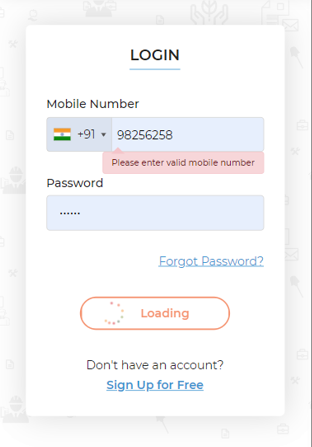 LOGIN
Mobile Number
+91 98256258
Please enter valid mobile number
Password
Forgot Password?
Loading
Don't have an account?
Sign Up for Free